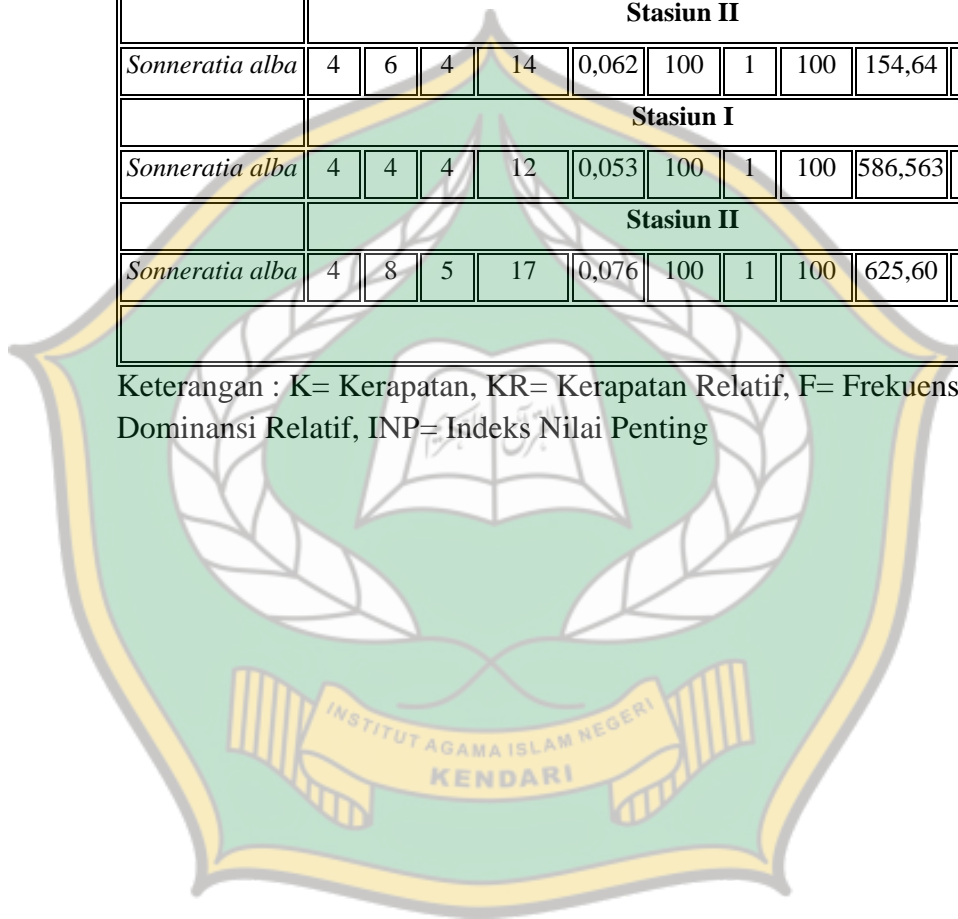 Stasiun II
Sonneratia alba 4 6 4 14 0,062 100 1 100 154,64
Stasiun I
Sonneratia alba 4 4 4 12 0,053 100 1 100 586,563
Stasiun II
Sonneratia alba 4 8 5 17 0,076 100 1 100 625,60
Keterangan : K= Kerapatan, KR= Kerapatan Relatif, F= Frekuens
Dominansi Relatif, INP= Indeks Nilai Penting
INSTITUT AGAMA ISLAM NEGERI
KENDARI